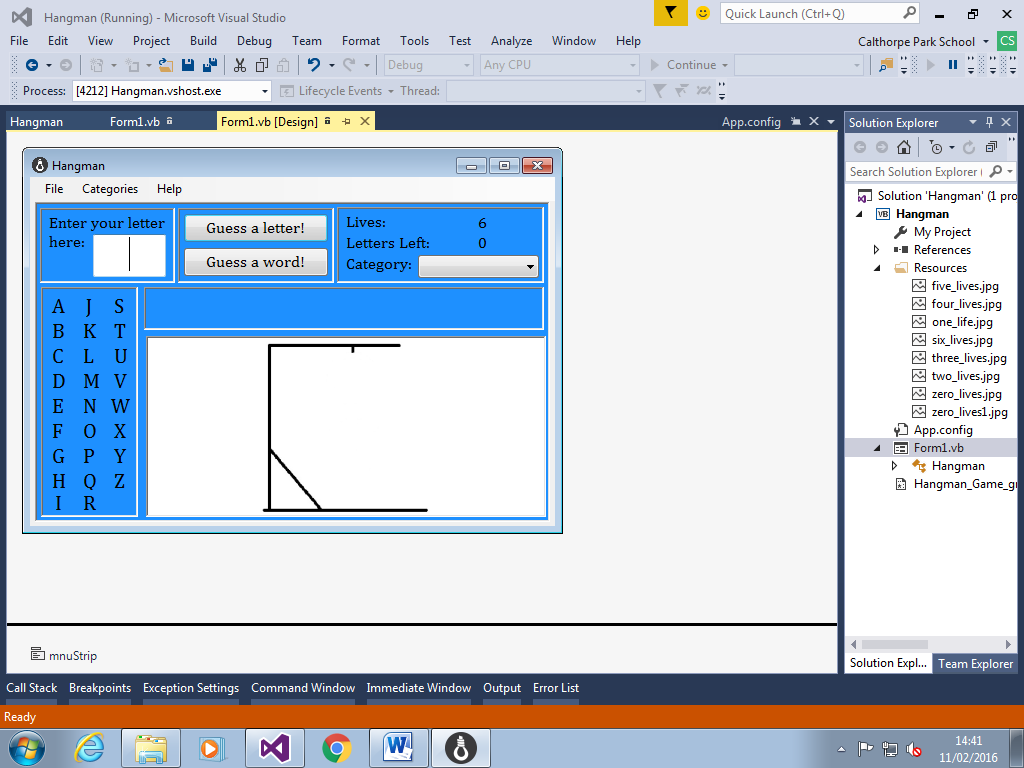 Hangman (Running) - Microsoft Visual Studio
Quick Launch (Ctrl+Q)
File Edit View Project Build Debug Team Format Tools Test Analyze Window Help
Calthorpe Park School CS
Debug Any CPU Continue
Process: [4212] Hangman.vshost.exe Lifecycle Events Thread:
Hangman Form1.vb Form1.vb [Design] App.config
Solution Explorer
Hangman
File Categories Help
Search Solution Explorer (
Enter your letter
here:
Guess a letter!
Guess a word!
Lives: 6
Letters Left: 0
Category:
A J S
B K T
C L U
D M V
E N W
F O X
G P Y
H Q Z
I R
Solution 'Hangman' (1 pro
VB Hangman
My Project
References
Resources
five_lives.jpg
four_lives.jpg
one_life.jpg
six_lives.jpg
three_lives.jpg
two_lives.jpg
zero_lives.jpg
zero_lives1.jpg
App.config
Form1.vb
Hangman
Hangman_Game_gr
mnuStrip
Solution Expl... Team Explorer
Call Stack Breakpoints Exception Settings Command Window Immediate Window Output Error List
Ready
14:41
11/02/2016